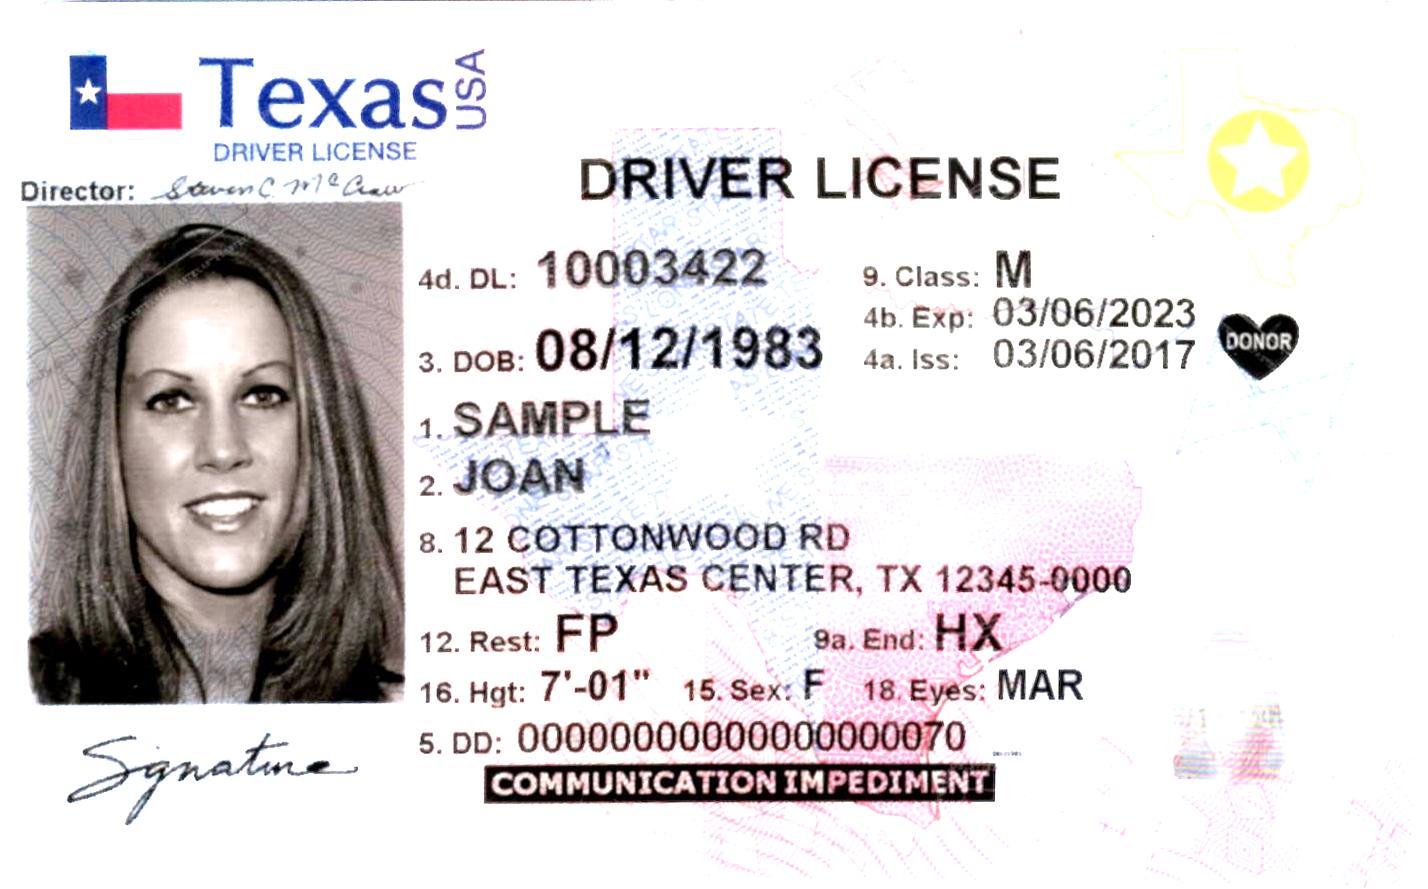 Texas USA
DRIVER LICENSE
Director: Steven C McCraw
DRIVER LICENSE
4d. DL: 10003422
9. Class: M
4b. Exp: 03/06/2023
3. DOB: 08/12/1983
4a. Iss: 03/06/2017
DONOR
1. SAMPLE
2. JOAN
8. 12 COTTONWOOD RD
EAST TEXAS CENTER, TX 12345-0000
12. Rest: FP
9a. End: HX
16. Hgt: 7'-01" 15. Sex: F 18. Eyes: MAR
5. DD: 00000000000000000070
Signature
COMMUNICATION IMPEDIMENT